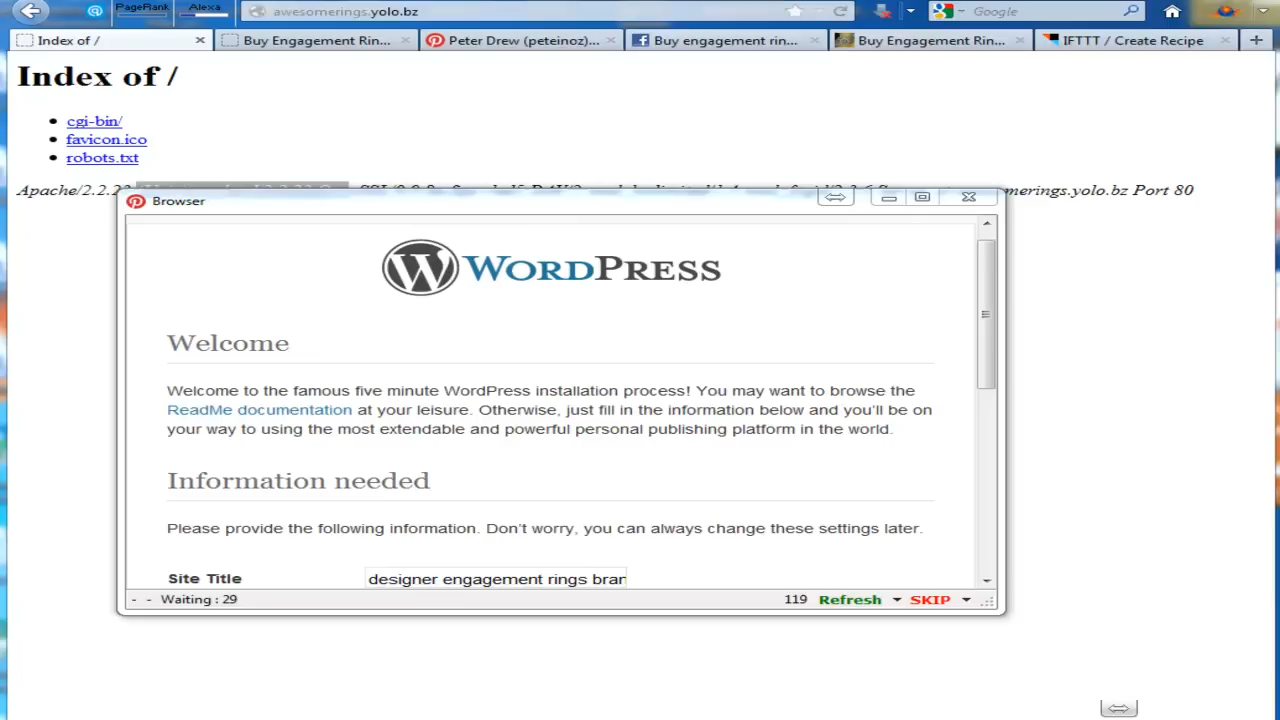 PageRank
Alexa
awesomerings.yolo.bz
Google
Index of /
Buy Engagement Rin...
Peter Drew (peteinoz)...
Buy engagement rin...
Buy Engagement Rin...
IFTTT / Create Recipe
Index of /
cgi-bin/
favicon.ico
robots.txt
Apache/2.2.22
merings.yolo.bz Port 80
Browser
WORDPRESS
Welcome
Welcome to the famous five minute WordPress installation process! You may want to browse the
ReadMe documentation at your leisure. Otherwise, just fill in the information below and you'll be on
your way to using the most extendable and powerful personal publishing platform in the world.
Information needed
Please provide the following information. Don't worry, you can always change these settings later.
Site Title
designer engagement rings bran
- - Waiting : 29
119 Refresh SKIP